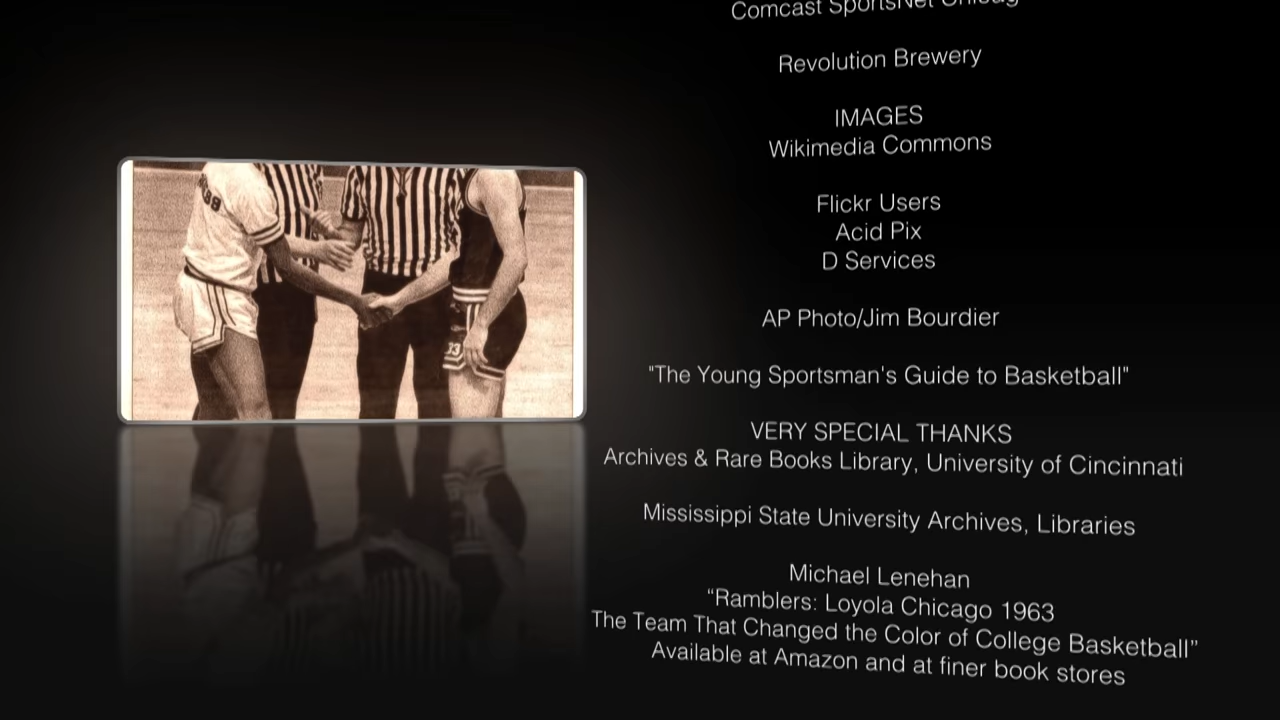 Comcast SportsNet Chicag
Revolution Brewery
IMAGES
Wikimedia Commons
Flickr Users
Acid Pix
D Services
AP Photo/Jim Bourdier
"The Young Sportsman's Guide to Basketball"
VERY SPECIAL THANKS
Archives & Rare Books Library, University of Cincinnati
Mississippi State University Archives, Libraries
Michael Lenehan
“Ramblers: Loyola Chicago 1963
The Team That Changed the Color of College Basketball”
Available at Amazon and at finer book stores